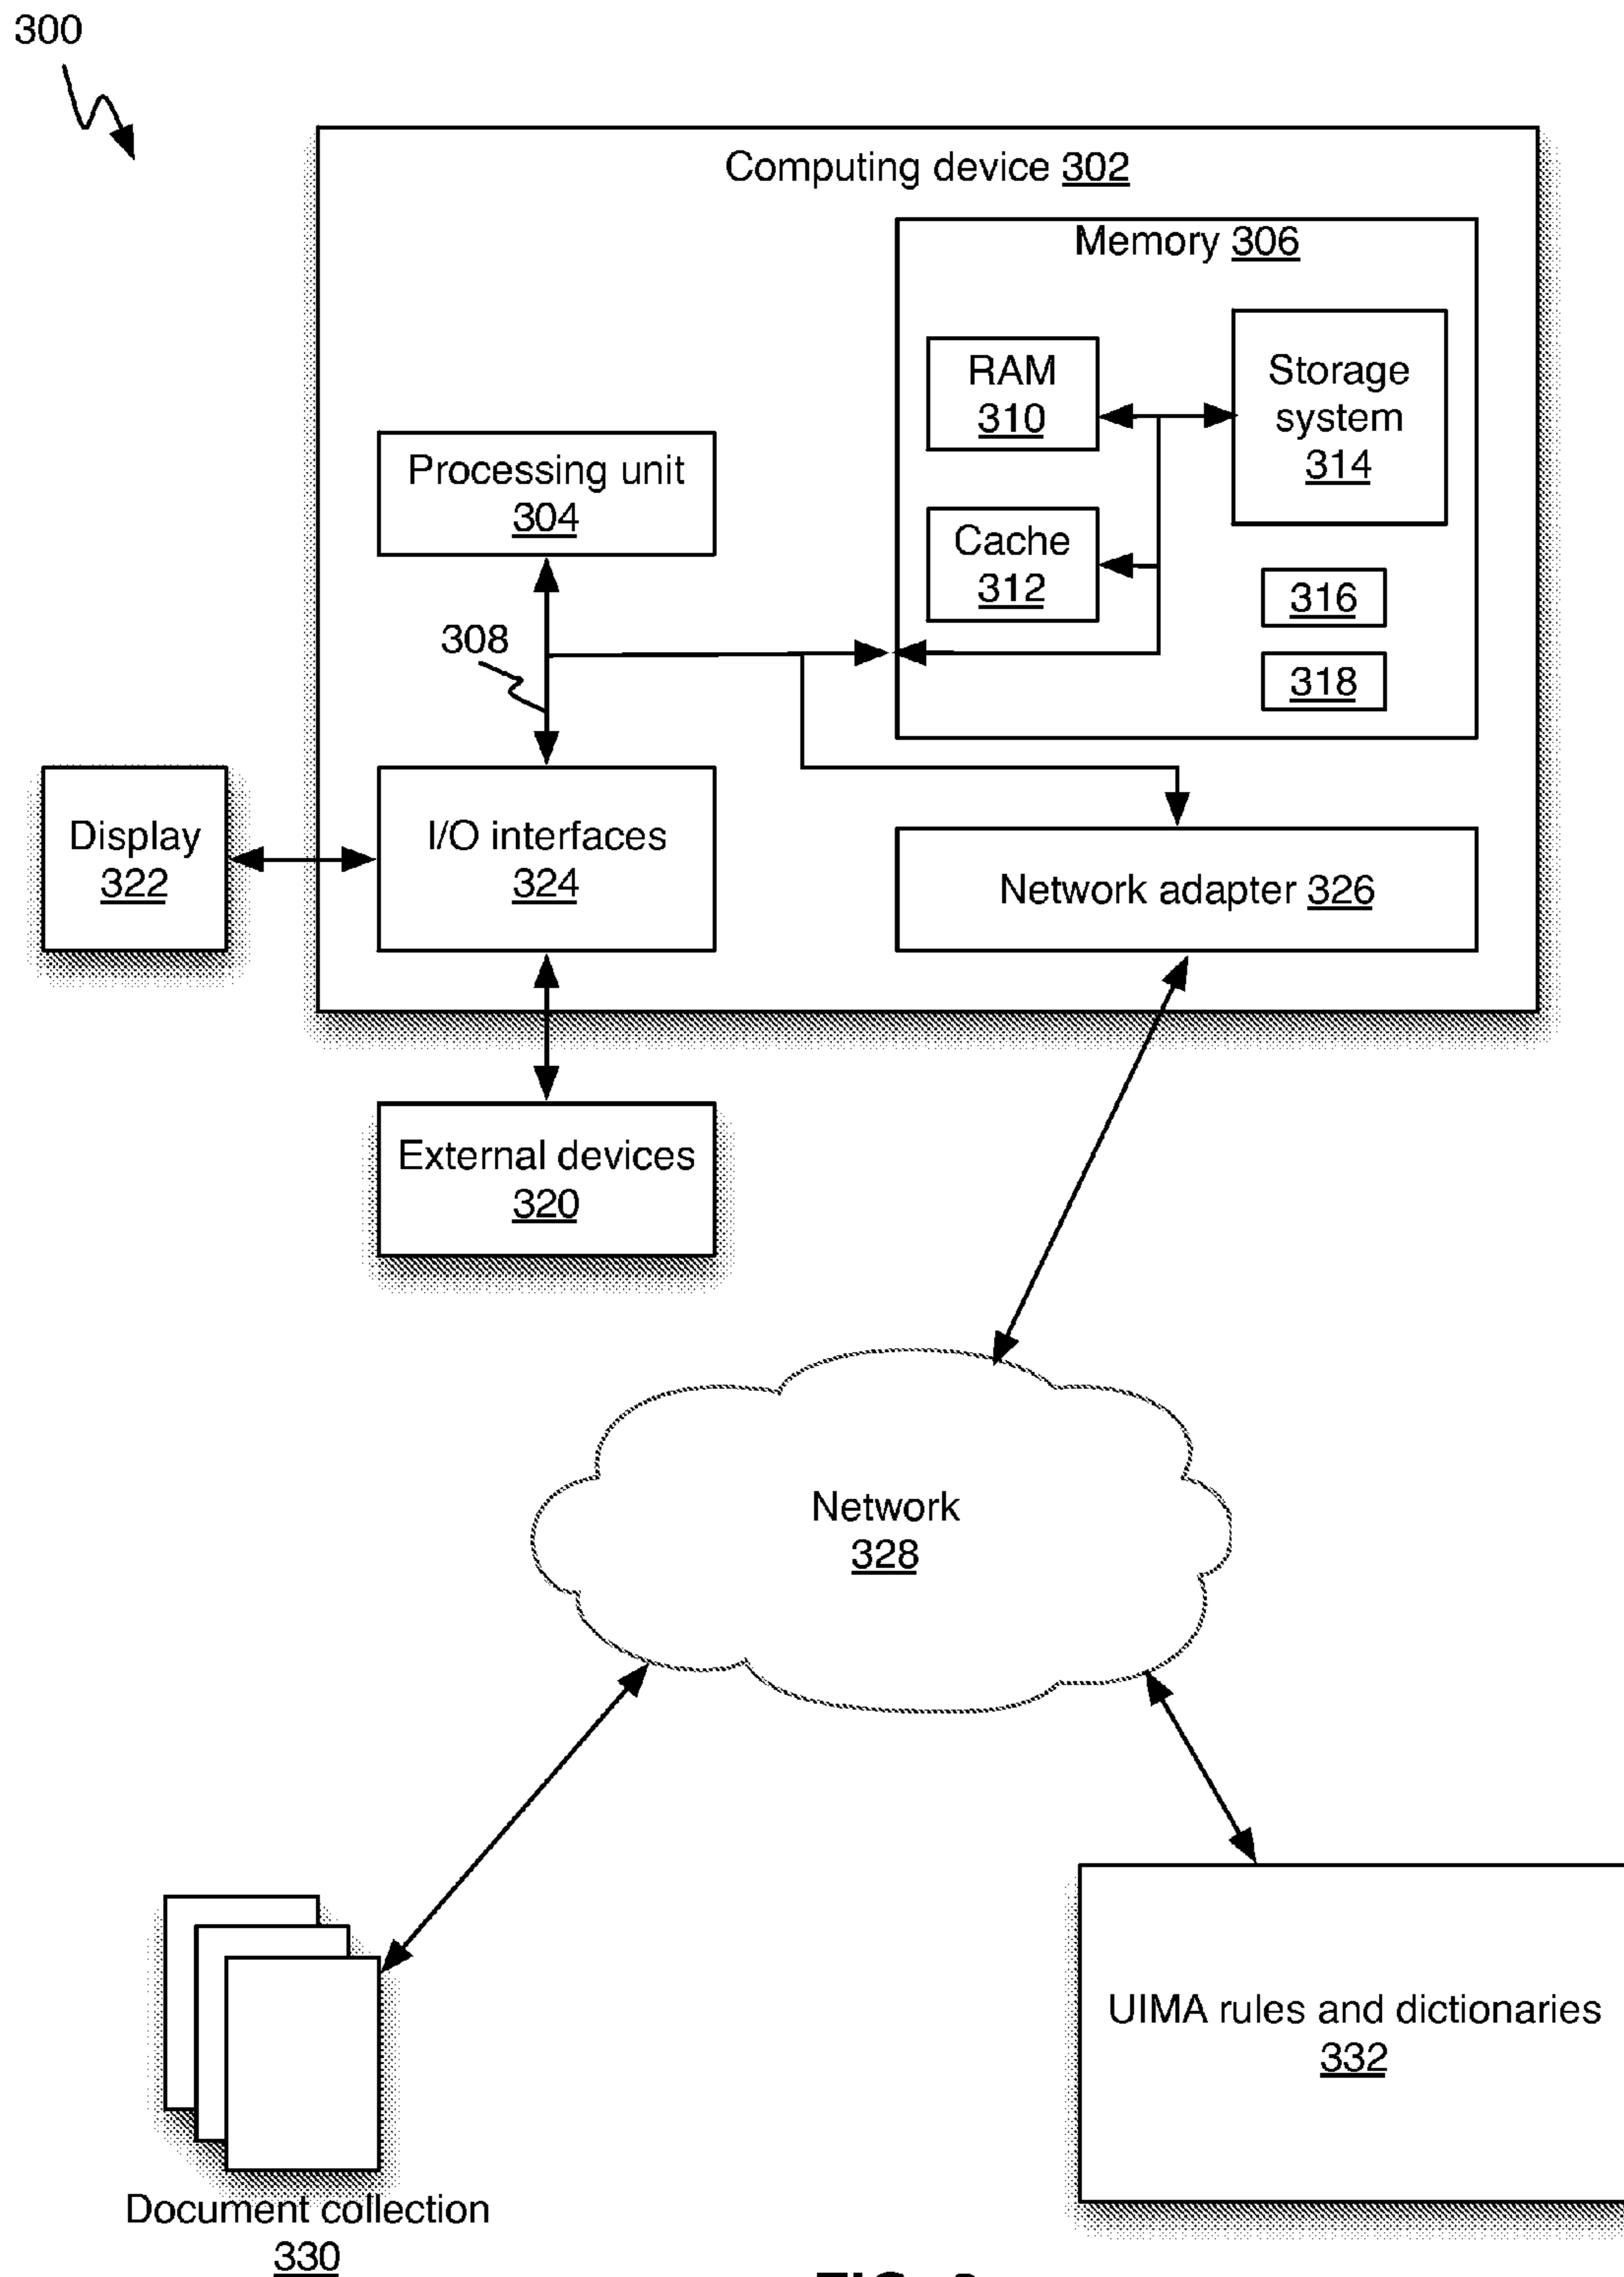 300
Computing device 302
Memory 306
RAM
310
Storage
system
314
Processing unit
304
Cache
312
316
308
318
Display
322
I/O interfaces
324
Network adapter 326
External devices
320
Network
328
UIMA rules and dictionaries
332
Document collection
330